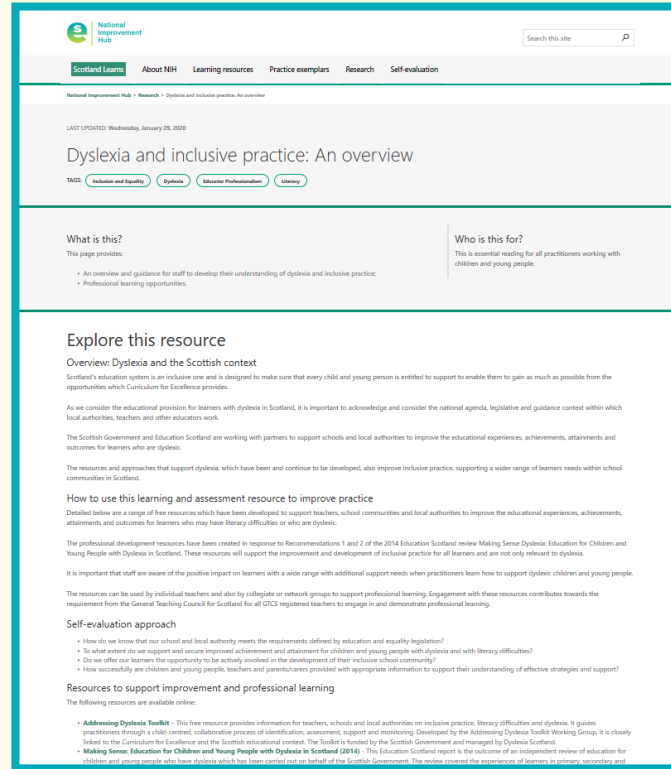 National
Improvement
Hub
Search this site
Scotland Learns About NIH Learning resources Practice exemplars Research Self-evaluation
National Improvement Hub > Research > Dyslexia and inclusive practice: An overview
LAST UPDATED: Wednesday, January 29, 2020
Dyslexia and inclusive practice: An overview
TAGS: Inclusion and Equality Dyslexia Educator Professionalism Literacy
What is this?
This page provides:
• An overview and guidance for staff to develop their understanding of dyslexia and inclusive practice;
• Professional learning opportunities.
Who is this for?
This is essential reading for all practitioners working with
children and young people.
Explore this resource
Overview: Dyslexia and the Scottish context
Scotland's education system is an inclusive one and is designed to make sure that every child and young person is entitled to support to enable them to gain as much as possible from the
opportunities which Curriculum for Excellence provides.
As we consider the educational provision for learners with dyslexia in Scotland, it is important to acknowledge and consider the national agenda, legislative and guidance context within which
local authorities, teachers and other educators work.
The Scottish Government and Education Scotland are working with partners to support schools and local authorities to improve the educational experiences, achievements, attainments and
outcomes for learners who are dyslexic.
The resources and approaches that support dyslexia, which have been and continue to be developed, also improve inclusive practice, supporting a wider range of learners needs within school
communities in Scotland.
How to use this learning and assessment resource to improve practice
Detailed below are a range of free resources which have been developed to support teachers, school communities and local authorities to improve the educational experiences, achievements,
attainments and outcomes for learners who may have literacy difficulties or who are dyslexic.
The professional development resources have been created in response to Recommendations 1 and 2 of the 2014 Education Scotland review Making Sense Dyslexia: Education for Children and
Young People with Dyslexia in Scotland. These resources will support the improvement and development of inclusive practice for all learners and are not only relevant to dyslexia.
It is important that staff are aware of the positive impact on learners with a wide range with additional support needs when practitioners learn how to support dyslexic children and young people.
The resources can be used by individual teachers and also by collegiate or network groups to support professional learning. Engagement with these resources contributes towards the
requirement from the General Teaching Council for Scotland for all GTCS registered teachers to engage in and demonstrate professional learning.
Self-evaluation approach
• How do we know that our school and local authority meets the requirements defined by education and equality legislation?
• To what extent do we support and secure improved achievement and attainment for children and young people with dyslexia and with literacy difficulties?
• Do we offer our learners the opportunity to be actively involved in the development of their inclusive school community?
• How successfully are children and young people, teachers and parents/carers provided with appropriate information to support their understanding of effective strategies and support?
Resources to support improvement and professional learning
The following resources are available online:
• Addressing Dyslexia Toolkit – This free resource provides information for teachers, schools and local authorities on inclusive practice, literacy difficulties and dyslexia. It guides
practitioners through a child-centred, collaborative process of identification, assessment, support and monitoring. Developed by the Addressing Dyslexia Toolkit Working Group, it is closely
linked to the Curriculum for Excellence and the Scottish educational context. The Toolkit is funded by the Scottish Government and managed by Dyslexia Scotland.
• Making Sense: Education for Children and Young People with Dyslexia in Scotland (2014) – This Education Scotland report is the outcome of an independent review of education for
children and young people who have dyslexia which has been carried out on behalf of the Scottish Government. The review covered the experiences of learners in primary, secondary and